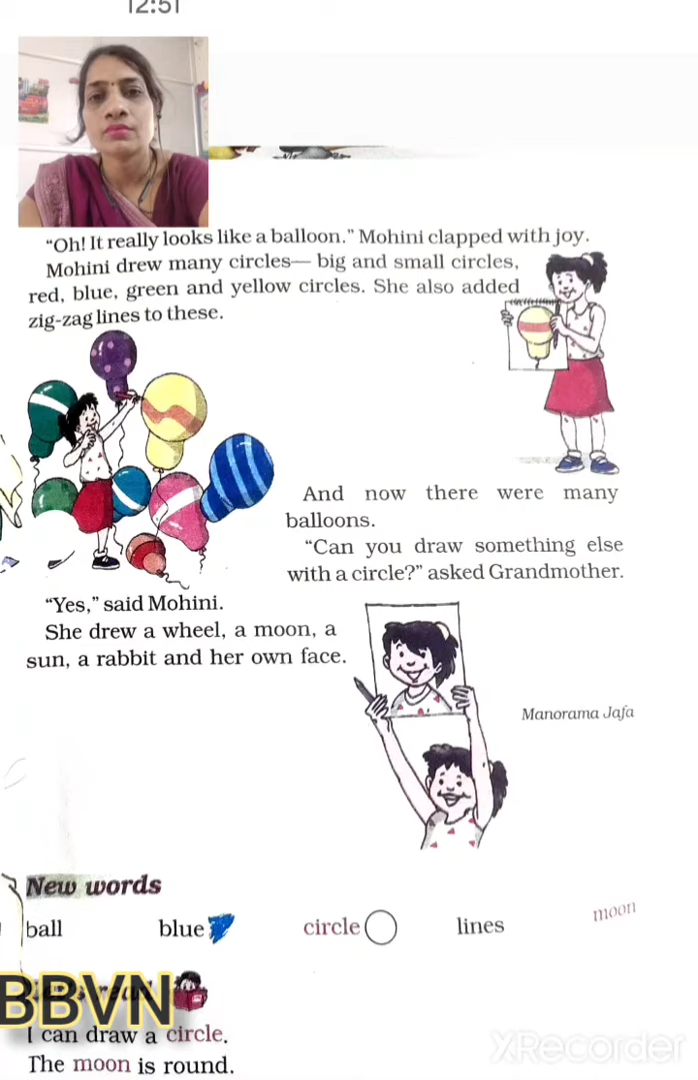 12:51
“Oh! It really looks like a balloon.” Mohini clapped with joy.
Mohini drew many circles— big and small circles,
red, blue, green and yellow circles. She also added
zig-zag lines to these.
And now there were many
balloons.
“Can you draw something else
with a circle?” asked Grandmother.
“Yes,” said Mohini.
She drew a wheel, a moon, a
sun, a rabbit and her own face.
Manorama Jafa
New words
ball blue circle lines moon
BBVN
I can draw a circle.
The moon is round.
XRecorder